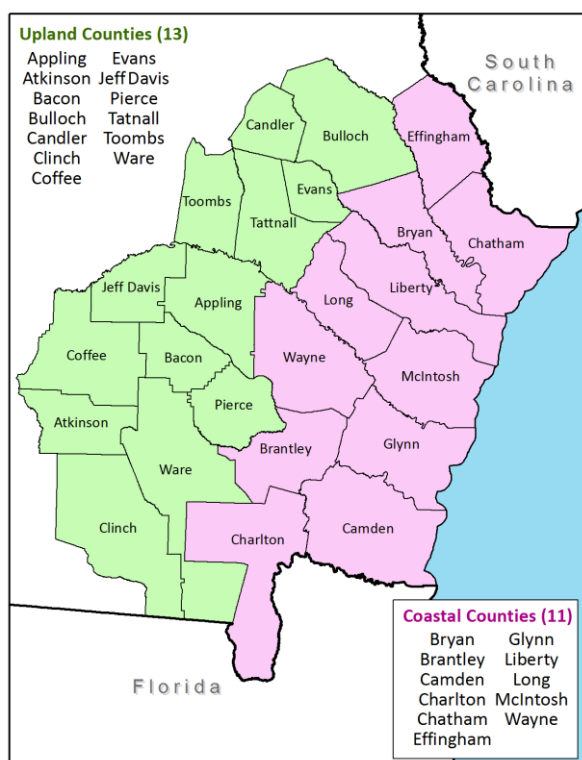 Upland Counties (13)
Appling Evans
Atkinson Jeff Davis
Bacon Pierce
Bulloch Tatnall
Candler Toombs
Clinch Ware
Coffee
South
Carolina
Candler
Bulloch
Effingham
Evans
Toombs
Tattnall
Bryan
Chatham
Jeff Davis
Appling
Long
Liberty
Coffee
Bacon
Wayne
McIntosh
Pierce
Atkinson
Brantley
Glynn
Ware
Clinch
Charlton
Camden
Florida
Coastal Counties (11)
Bryan Glynn
Brantley Liberty
Camden Long
Charlton McIntosh
Chatham Wayne
Effingham